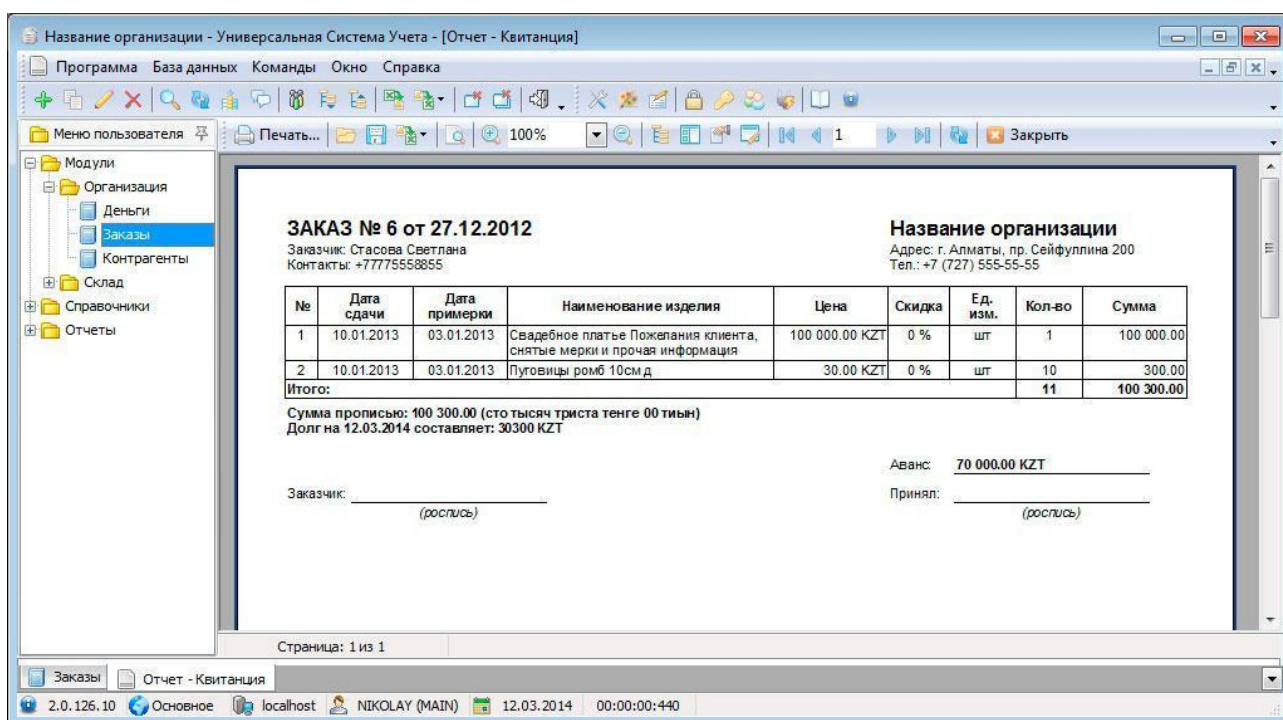 Название организации - Универсальная Система Учета - [Отчет - Квитанция]
Программа База данных Команды Окно Справка
Меню пользователя
Печать... 100% 1 Закрыть
Модули
Организация
Деньги
Заказы
Контрагенты
Склад
Справочники
Отчеты
ЗАКАЗ № 6 от 27.12.2012
Заказчик: Стасова Светлана
Контакты: +77775558855
Название организации
Адрес: г. Алматы, пр. Сейфуллина 200
Тел.: +7 (727) 555-55-55
№ Дата сдачи Дата примерки Наименование изделия Цена Скидка Ед. изм. Кол-во Сумма
1 10.01.2013 03.01.2013 Свадебное платье Пожелания клиента, 100 000.00 KZT 0 % шт 1 100 000.00
снятые мерки и прочая информация
2 10.01.2013 03.01.2013 Пуговицы ромб 10см д 30.00 KZT 0 % шт 10 300.00
Итого: 11 100 300.00
Сумма прописью: 100 300.00 (сто тысяч триста тенге 00 тиын)
Долг на 12.03.2014 составляет: 30300 KZT
Аванс: 70 000.00 KZT
Заказчик: Принял:
(роспись) (роспись)
Страница: 1 из 1
Заказы Отчет - Квитанция
2.0.126.10 Основное localhost NIKOLAY (MAIN) 12.03.2014 00:00:00:440